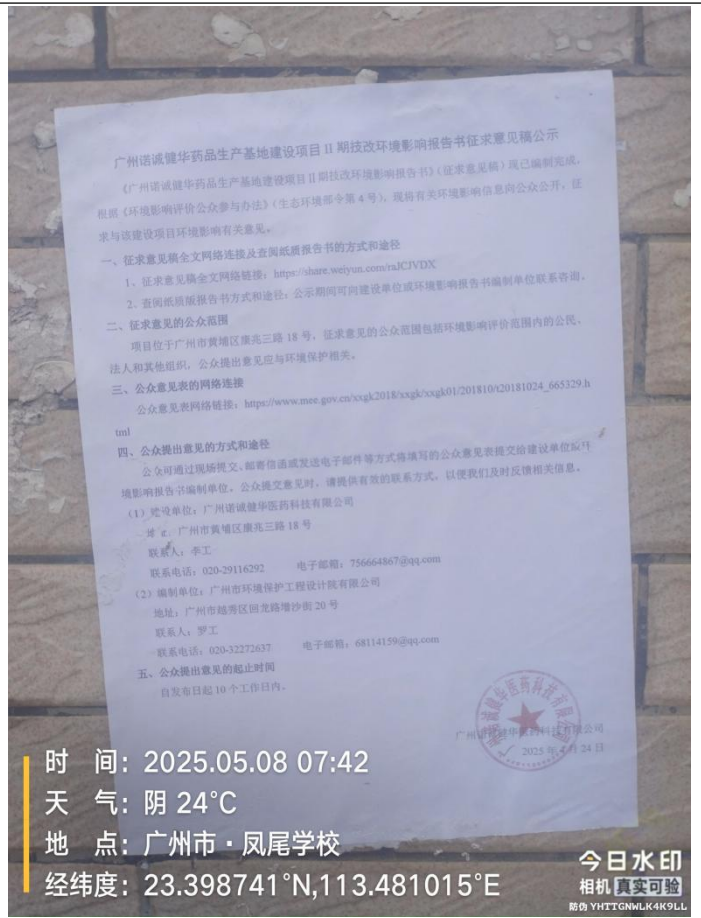 广州诺诚健华药品生产基地建设项目 II 期技改环境影响报告书征求意见稿公示
《广州诺诚健华药品生产基地建设项目 II 期技改环境影响报告书》（征求意见稿）现已编制完成，
根据《环境影响评价公众参与办法》（生态环境部令第 4 号），现将有关环境影响信息向公众公开，征
求与该建设项目环境影响有关意见。
一、征求意见稿全文网络连接及查阅纸质报告书的方式和途径
1、征求意见稿全文网络链接：https://share.weiyun.com/raJCJVDX
2、查阅纸质版报告书方式和途径：公示期间可向建设单位或环境影响报告书编制单位联系咨询。
二、征求意见的公众范围
项目位于广州市黄埔区康兆三路 18 号，征求意见的公众范围包括环境影响评价范围内的公民、
法人和其他组织，公众提出意见应与环境保护相关。
三、公众意见表的网络连接
公众意见表网络链接：https://www.mee.gov.cn/xxgk2018/xxgk/xxgk01/201810/t20181024_665329.h
tml
四、公众提出意见的方式和途径
公众可通过现场提交、邮寄信函或发送电子邮件等方式将填写的公众意见表提交给建设单位或环
境影响报告书编制单位。公众提交意见时，请提供有效的联系方式，以便我们及时反馈相关信息。
（1）建设单位：广州诺诚健华医药科技有限公司
地址：广州市黄埔区康兆三路 18 号
联系人：李工
联系电话：020-29116292 电子邮箱：756664867@qq.com
（2）编制单位：广州市环境保护工程设计院有限公司
地址：广州市越秀区回龙路增沙街 20 号
联系人：罗工
联系电话：020-32272637 电子邮箱：68114159@qq.com
五、公众提出意见的起止时间
自发布日起 10 个工作日内。
广州诺诚健华医药科技有限公司
广州诺诚健华医药科技有限公司
2025 年 4 月 24 日
时 间：2025.05.08 07:42
天 气：阴 24°C
地 点：广州市·凤尾学校
经纬度：23.398741°N,113.481015°E
今日水印
相机 真实可验
防伪 YHTTGNWLK4K9LL